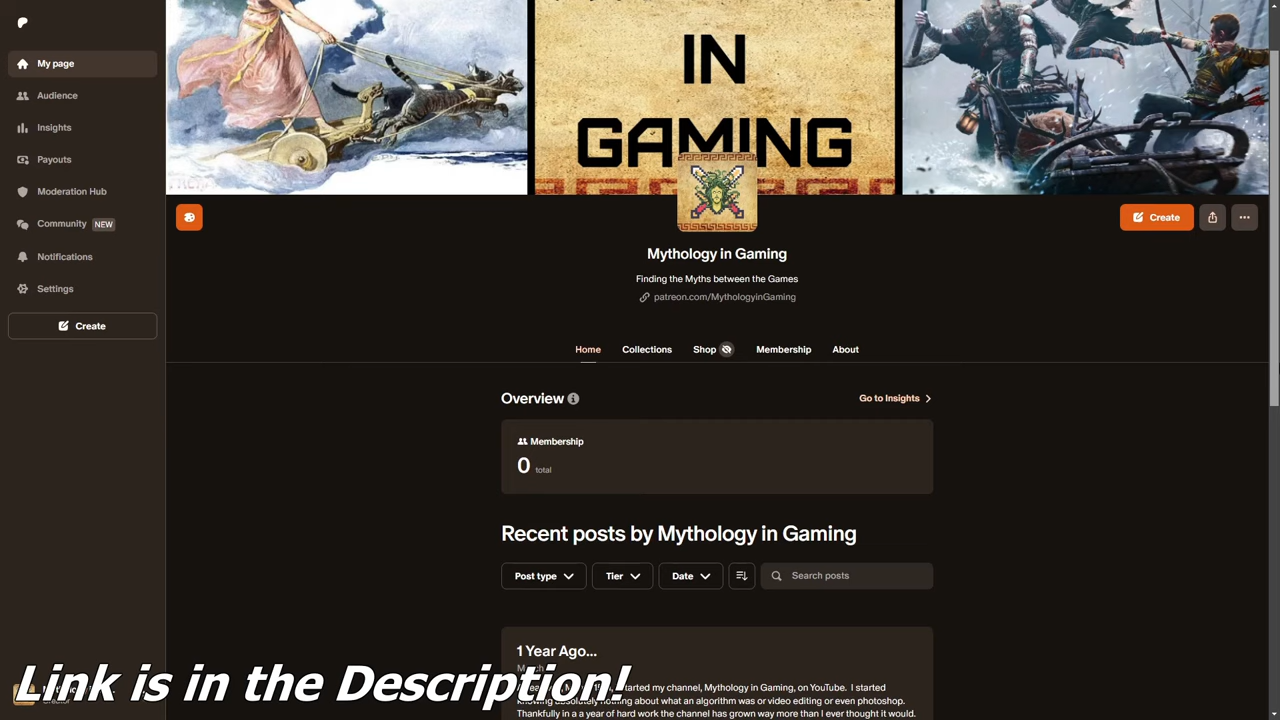 My page
Audience
Insights
Payouts
Moderation Hub
Community NEW
Notifications
Settings
Create
IN
GAMING
Create
Mythology in Gaming
Finding the Myths between the Games
patreon.com/MythologyinGaming
Home Collections Shop Membership About
Overview
Go to Insights
Membership
0 total
Recent posts by Mythology in Gaming
Post type Tier Date Search posts
1 Year Ago...
March
started my channel, Mythology in Gaming, on YouTube. I started
knowing absolutely nothing about what an algorithm was or video editing or even photoshop.
Thankfully in a a year of hard work the channel has grown way more than I ever thought it would.
Link is in the Description!